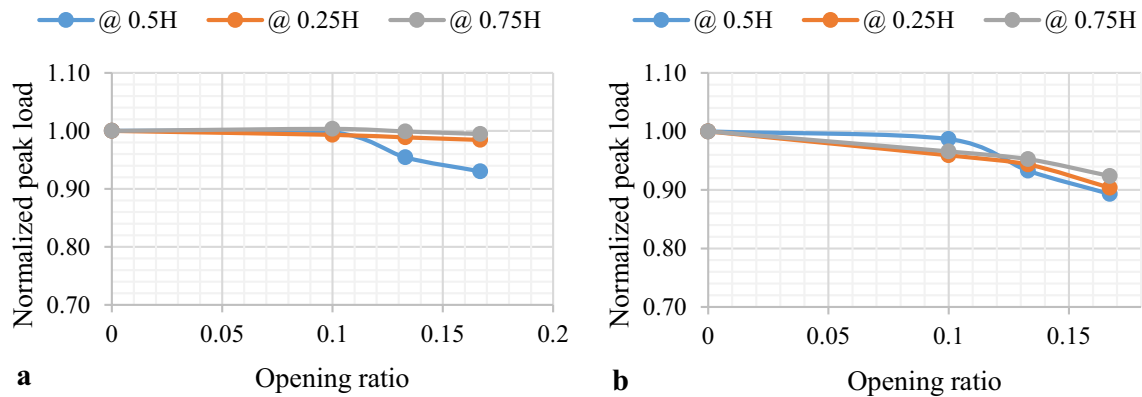 @ 0.5H @ 0.25H @ 0.75H
1.10
1.00
0.90
0.80
0.70
0 0.05 0.1 0.15 0.2
Normalized peak load
Opening ratio
a
@ 0.5H @ 0.25H @ 0.75H
1.10
1.00
0.90
0.80
0.70
0 0.05 0.1 0.15
Normalized peak load
Opening ratio
b